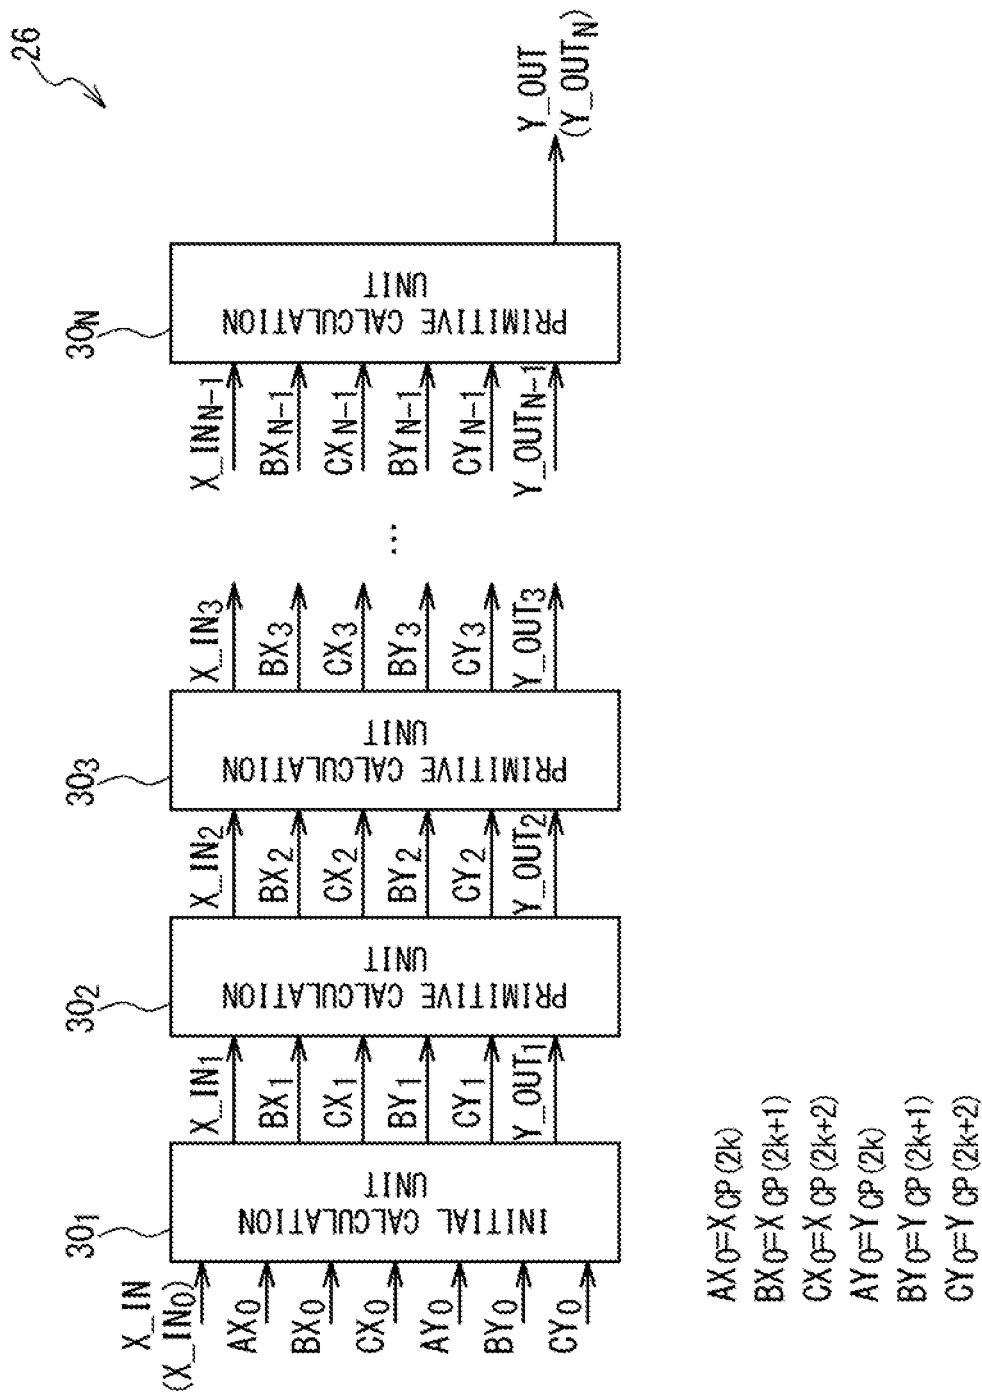 26
30₁
30₂
30₃
30N
X_IN
(X_IN₀)
AX₀
BX₀
CX₀
AY₀
BY₀
CY₀
INITIAL CALCULATION
UNIT
X_IN₁
BX₁
CX₁
BY₁
CY₁
Y_OUT₁
PRIMITIVE CALCULATION
UNIT
X_IN₂
BX₂
CX₂
BY₂
CY₂
Y_OUT₂
PRIMITIVE CALCULATION
UNIT
X_IN₃
BX₃
CX₃
BY₃
CY₃
Y_OUT₃
...
X_INN-1
BXN-1
CXN-1
BYN-1
CYN-1
Y_OUTN-1
PRIMITIVE CALCULATION
UNIT
Y_OUT
(Y_OUTN)
AX₀=XCP(2k)
BX₀=XCP(2k+1)
CX₀=XCP(2k+2)
AY₀=YCP(2k)
BY₀=YCP(2k+1)
CY₀=YCP(2k+2)